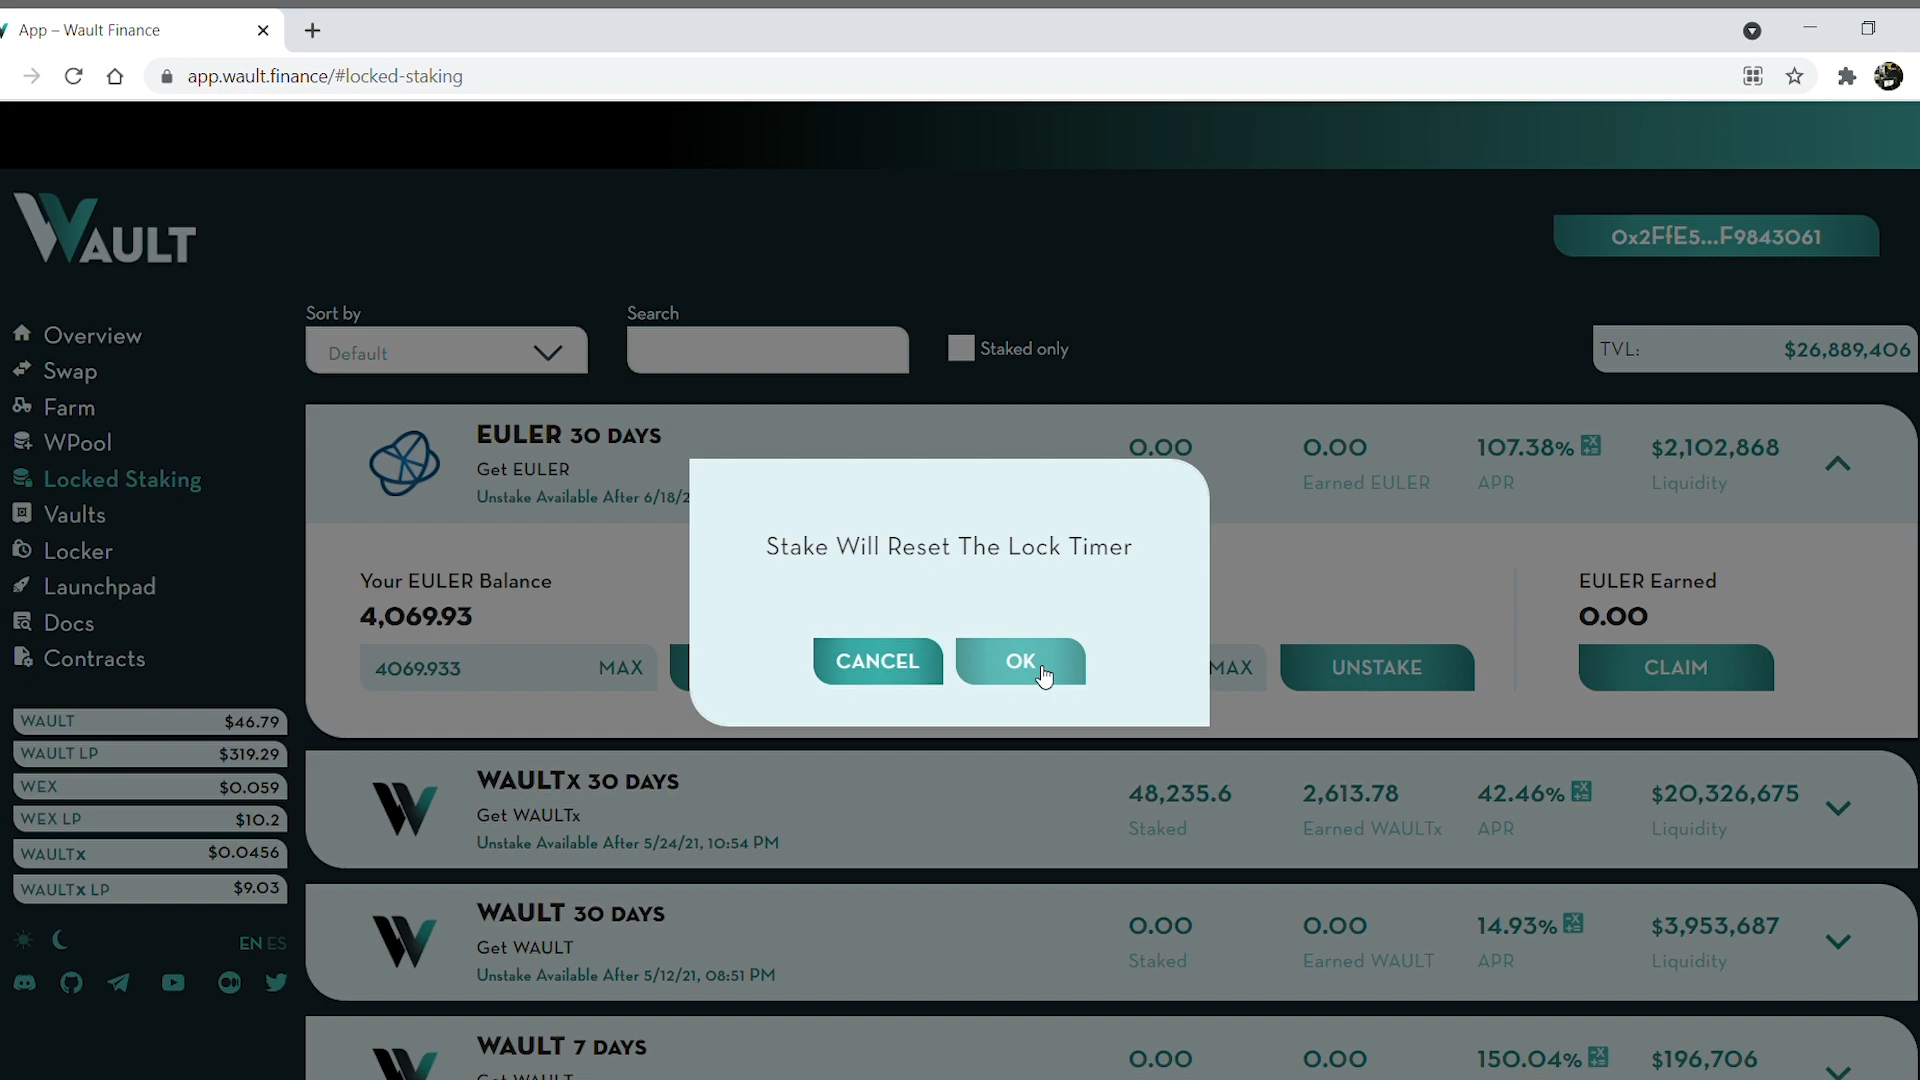 App – Wault Finance
app.wault.finance/#locked-staking
WAULT
0x2FfE5...F9843061
Sort by
Default
Search
Staked only
TVL: $26,889,406
Overview
Swap
Farm
WPool
Locked Staking
Vaults
Locker
Launchpad
Docs
Contracts
WAULT $46.79
WAULT LP $319.29
WEX $0.059
WEX LP $10.2
WAULTx $0.0456
WAULTx LP $9.03
EN ES
EULER 30 DAYS
Get EULER
Unstake Available After 6/18/2
0.00
0.00
Earned EULER
107.38%
APR
$2,102,868
Liquidity
Your EULER Balance
4,069.93
4069.933 MAX
Stake Will Reset The Lock Timer
CANCEL OK
MAX UNSTAKE
EULER Earned
0.00
CLAIM
WAULTx 30 DAYS
Get WAULTx
Unstake Available After 5/24/21, 10:54 PM
48,235.6
Staked
2,613.78
Earned WAULTx
42.46%
APR
$20,326,675
Liquidity
WAULT 30 DAYS
Get WAULT
Unstake Available After 5/12/21, 08:51 PM
0.00
Staked
0.00
Earned WAULT
14.93%
APR
$3,953,687
Liquidity
WAULT 7 DAYS
Get WAULT
0.00
0.00
150.04%
$196,706